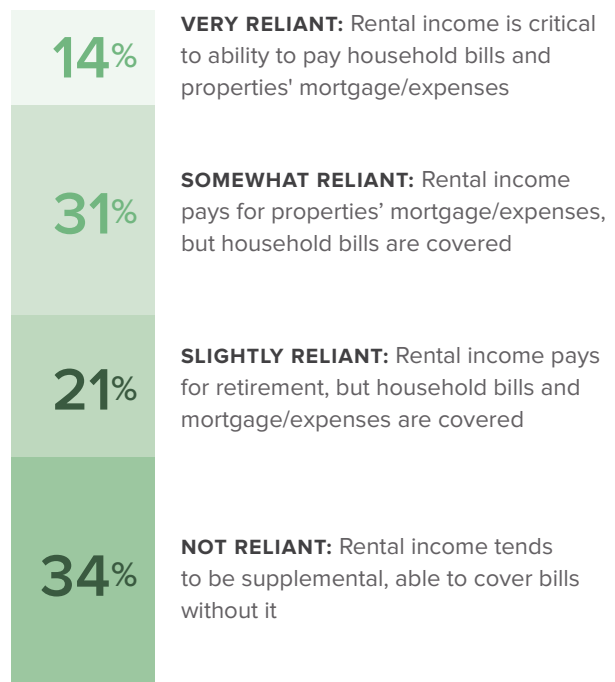 14%
VERY RELIANT: Rental income is critical
to ability to pay household bills and
properties' mortgage/expenses
31%
SOMEWHAT RELIANT: Rental income
pays for properties’ mortgage/expenses,
but household bills are covered
21%
SLIGHTLY RELIANT: Rental income pays
for retirement, but household bills and
mortgage/expenses are covered
34%
NOT RELIANT: Rental income tends
to be supplemental, able to cover bills
without it